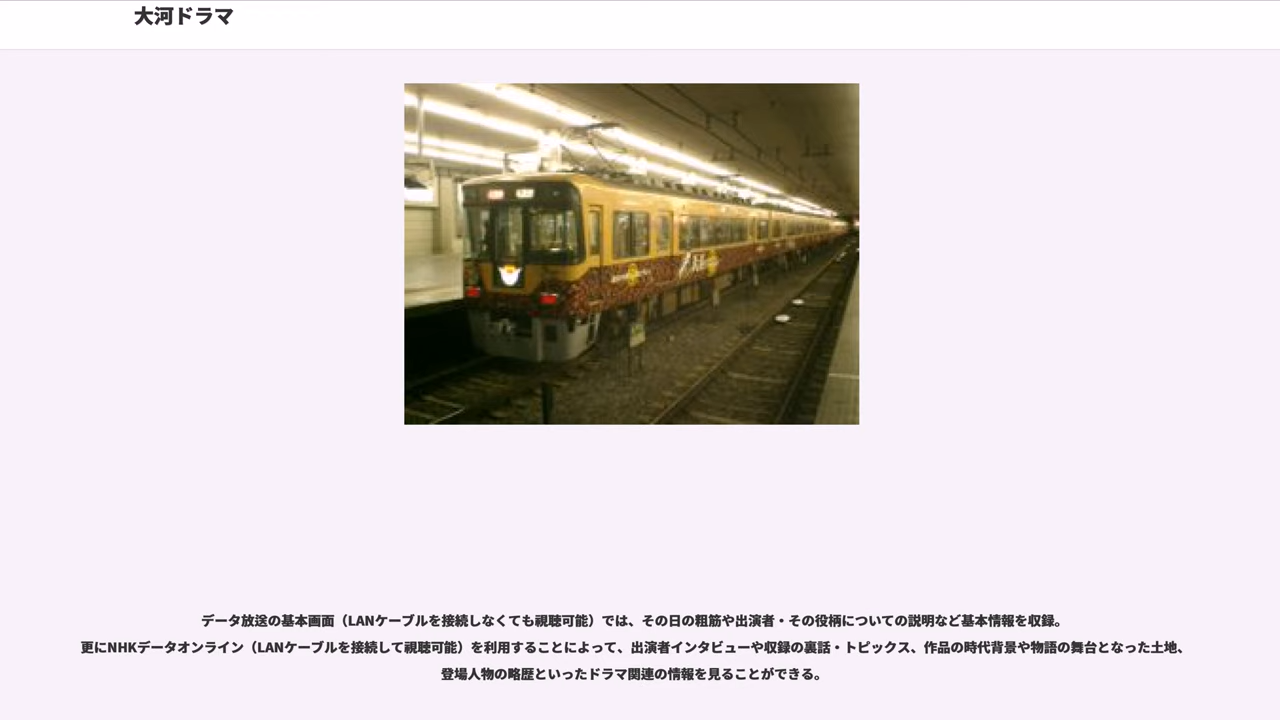 大河ドラマ
データ放送の基本画面（LANケーブルを接続しなくても視聴可能）では、その日の粗筋や出演者・その役柄についての説明など基本情報を収録。
更にNHKデータオンライン（LANケーブルを接続して視聴可能）を利用することによって、出演者インタビューや収録の裏話・トピックス、作品の時代背景や物語の舞台となった土地、
登場人物の略歴といったドラマ関連の情報を見ることができる。